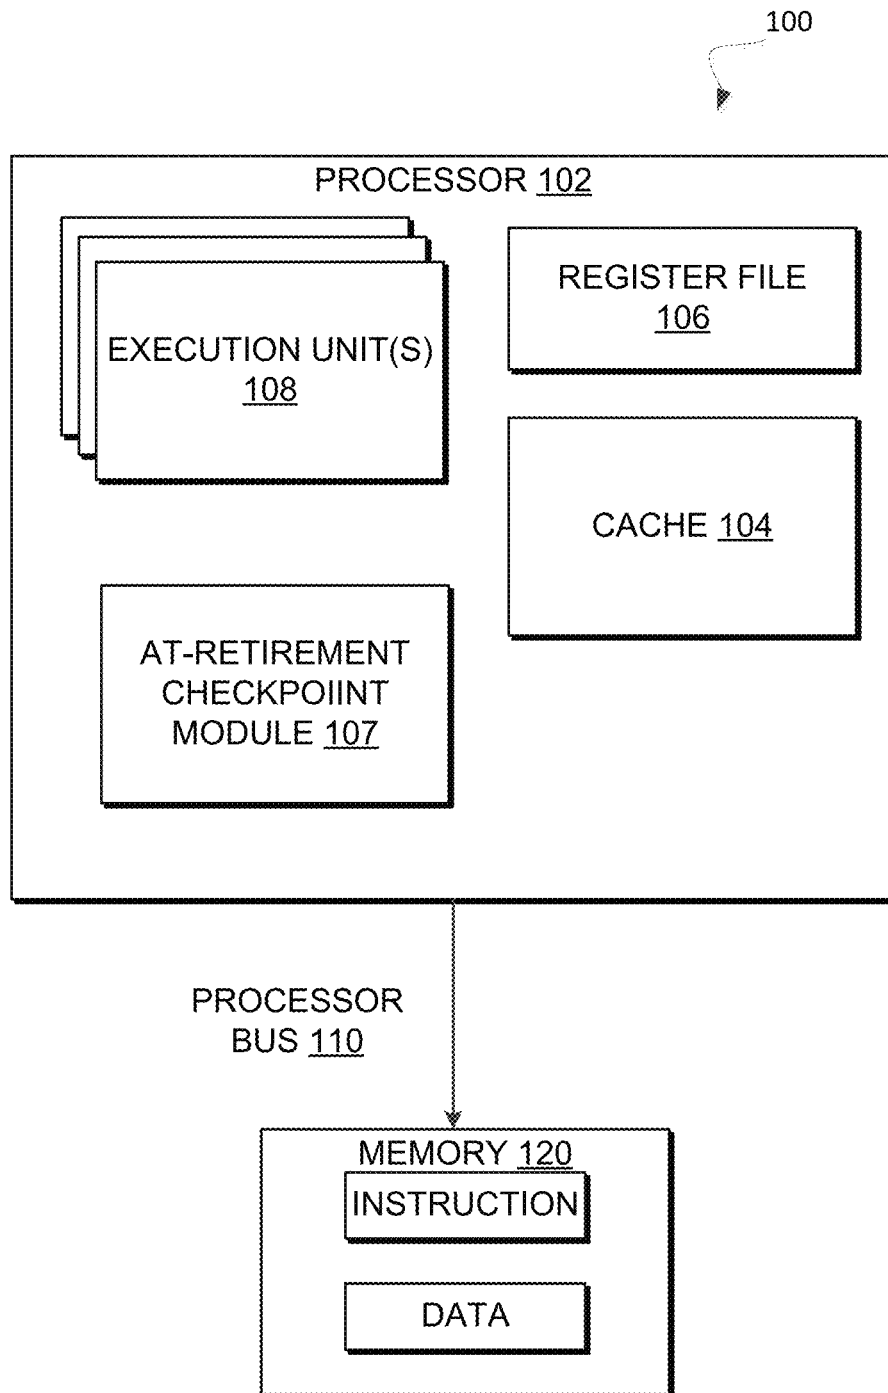 100
PROCESSOR 102
EXECUTION UNIT(S)
108
REGISTER FILE
106
CACHE 104
AT-RETIREMENT
CHECKPOIINT
MODULE 107
PROCESSOR
BUS 110
MEMORY 120
INSTRUCTION
DATA